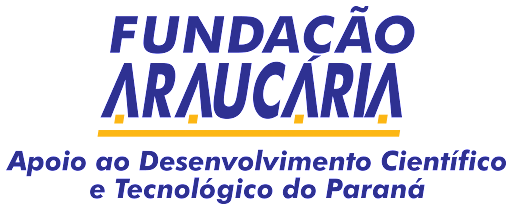 FUNDAÇÃO
ARAUCÁRIA
Apoio ao Desenvolvimento Científico
e Tecnológico do Paraná